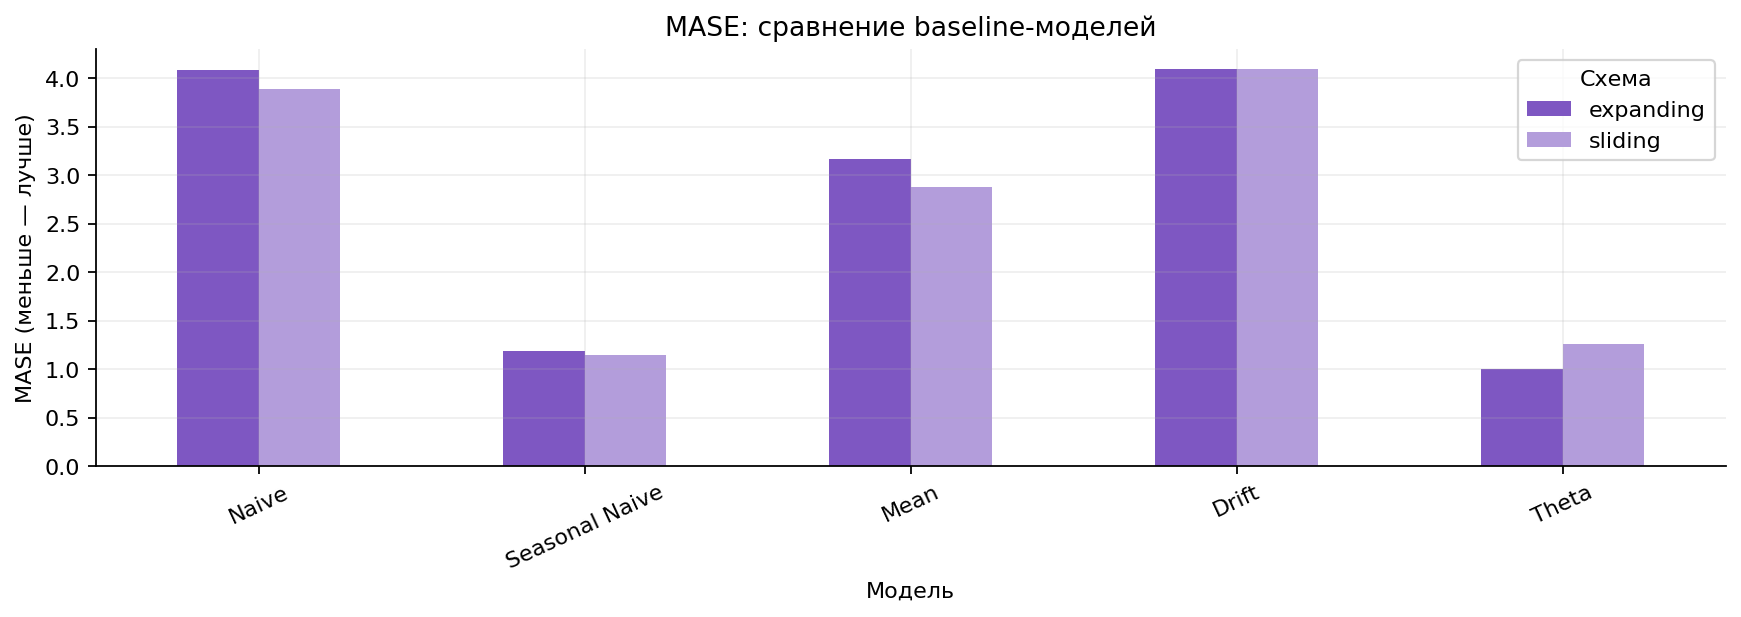 MASE: сравнение baseline-моделей
MASE (меньше — лучше)
4.0
3.5
3.0
2.5
2.0
1.5
1.0
0.5
0.0
Схема
expanding
sliding
Naive
Seasonal Naive
Mean
Drift
Theta
Модель